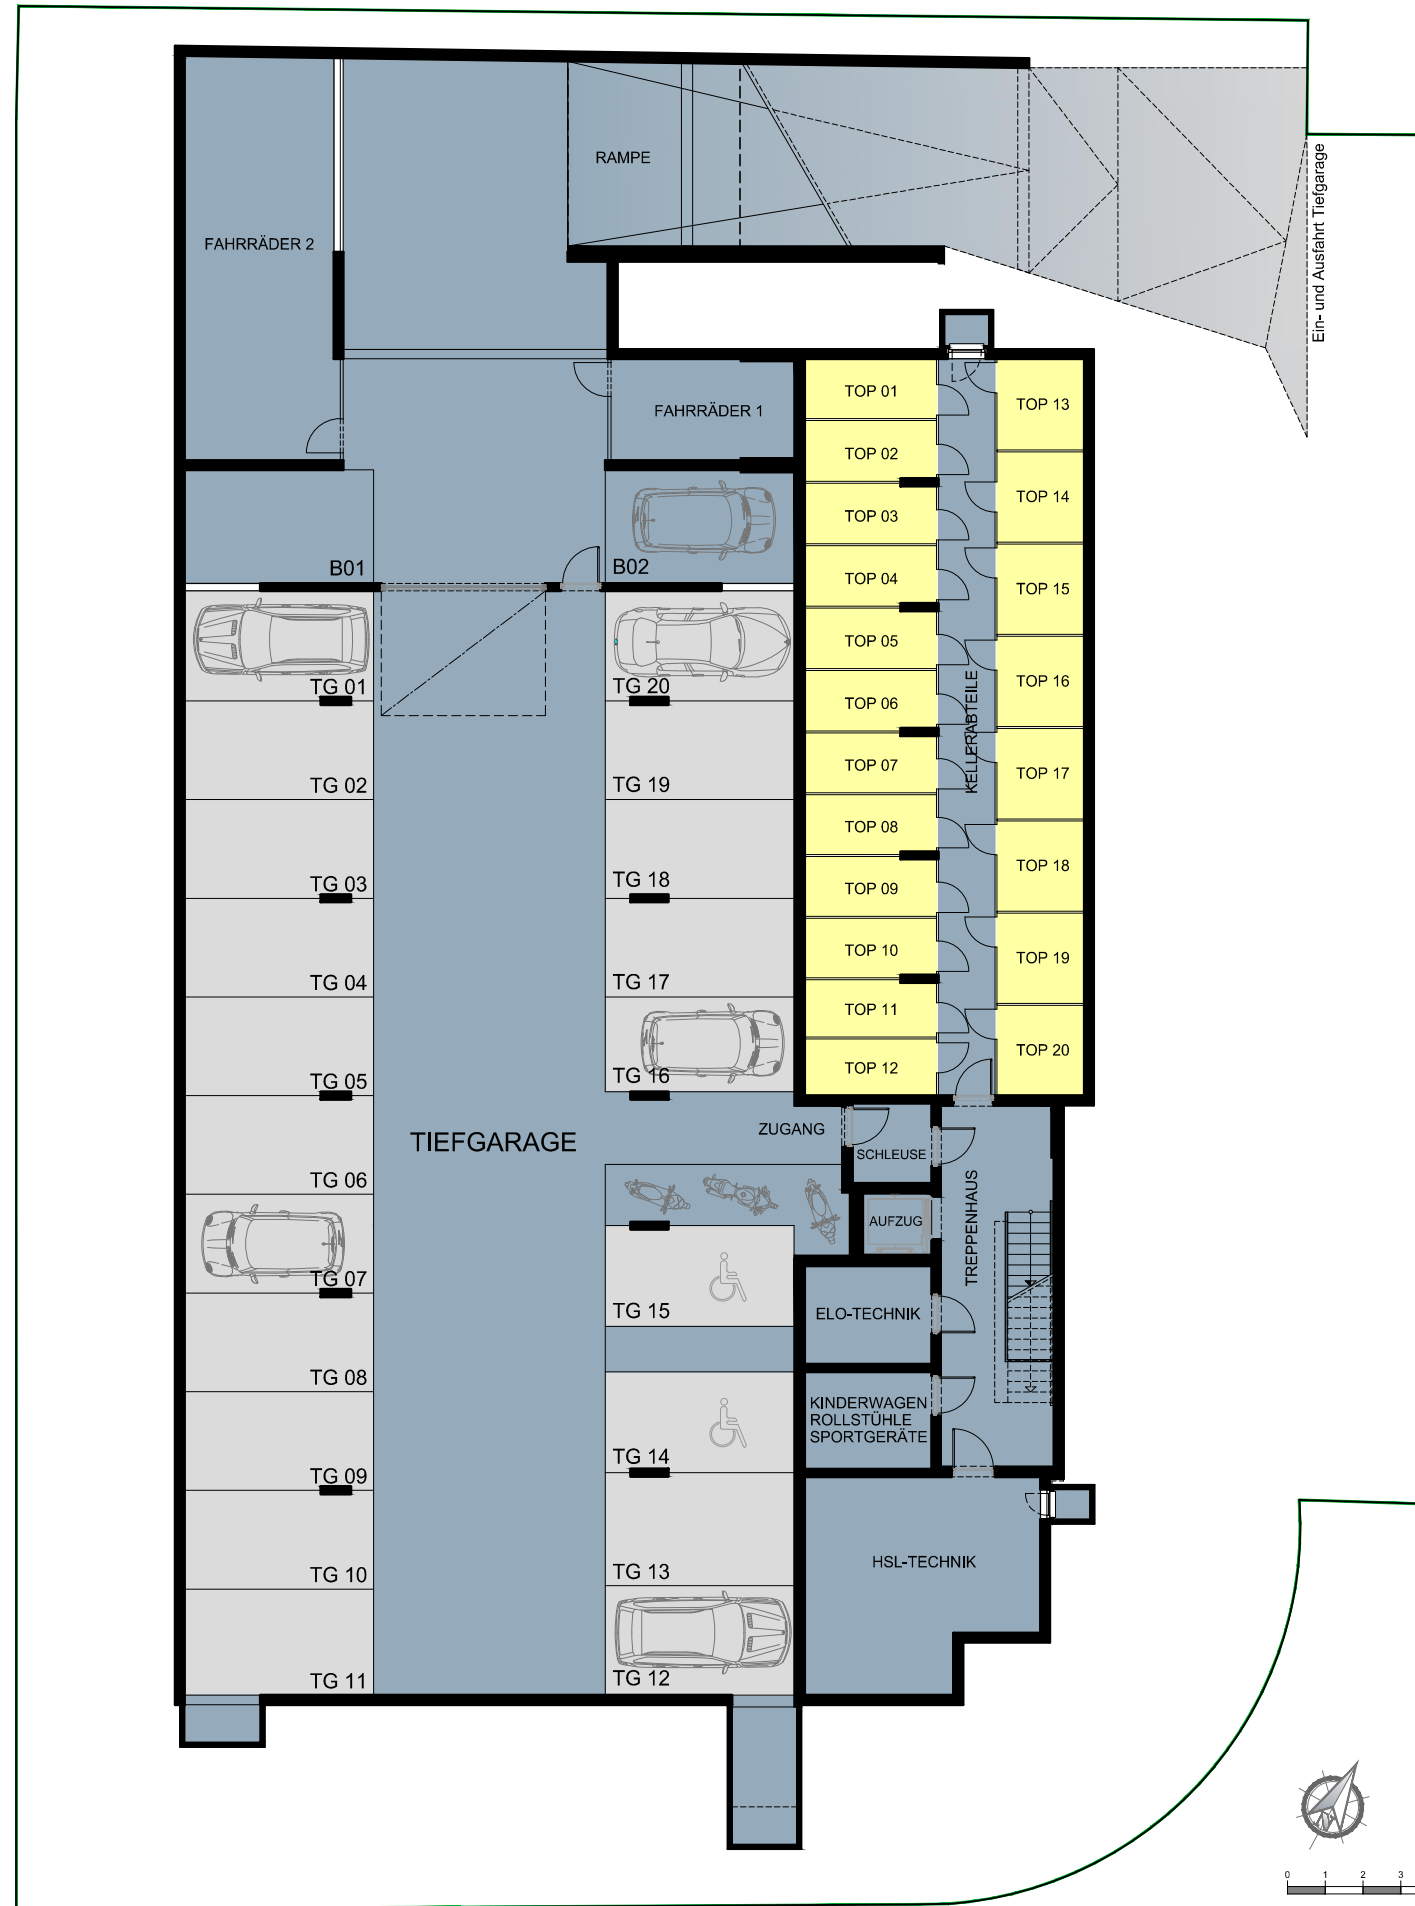 RAMPE
Ein- und Ausfahrt Tiefgarage
FAHRRÄDER 2
FAHRRÄDER 1
B01
B02
TOP 01
TOP 02
TOP 03
TOP 04
TOP 05
TOP 06
TOP 07
TOP 08
TOP 09
TOP 10
TOP 11
TOP 12
KELLERABTEILE
TOP 13
TOP 14
TOP 15
TOP 16
TOP 17
TOP 18
TOP 19
TOP 20
TG 01
TG 02
TG 03
TG 04
TG 05
TG 06
TG 07
TG 08
TG 09
TG 10
TG 11
TIEFGARAGE
TG 20
TG 19
TG 18
TG 17
TG 16
ZUGANG
SCHLEUSE
AUFZUG
TREPPENHAUS
TG 15
ELO-TECHNIK
TG 14
KINDERWAGEN
ROLLSTÜHLE
SPORTGERÄTE
TG 13
HSL-TECHNIK
TG 12
N
0 1 2 3